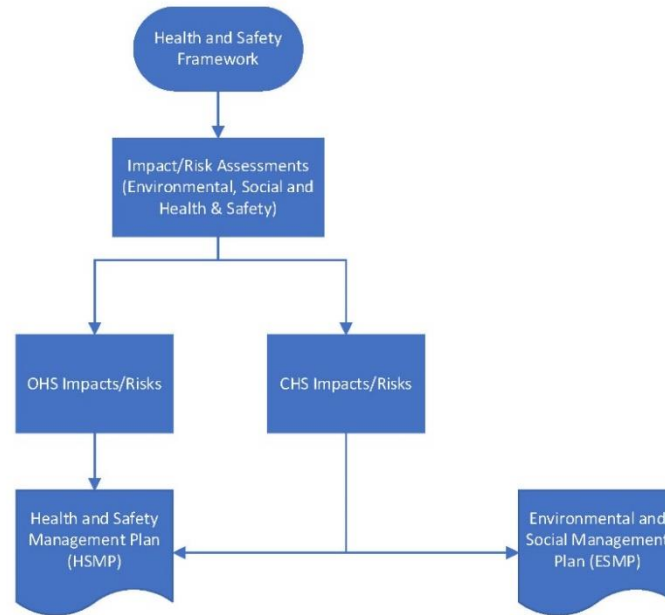 Health and Safety
Framework
Impact/Risk Assessments
(Environmental, Social and
Health & Safety)
OHS Impacts/Risks
CHS Impacts/Risks
Health and Safety
Management Plan
(HSMP)
Environmental and
Social Management
Plan (ESMP)